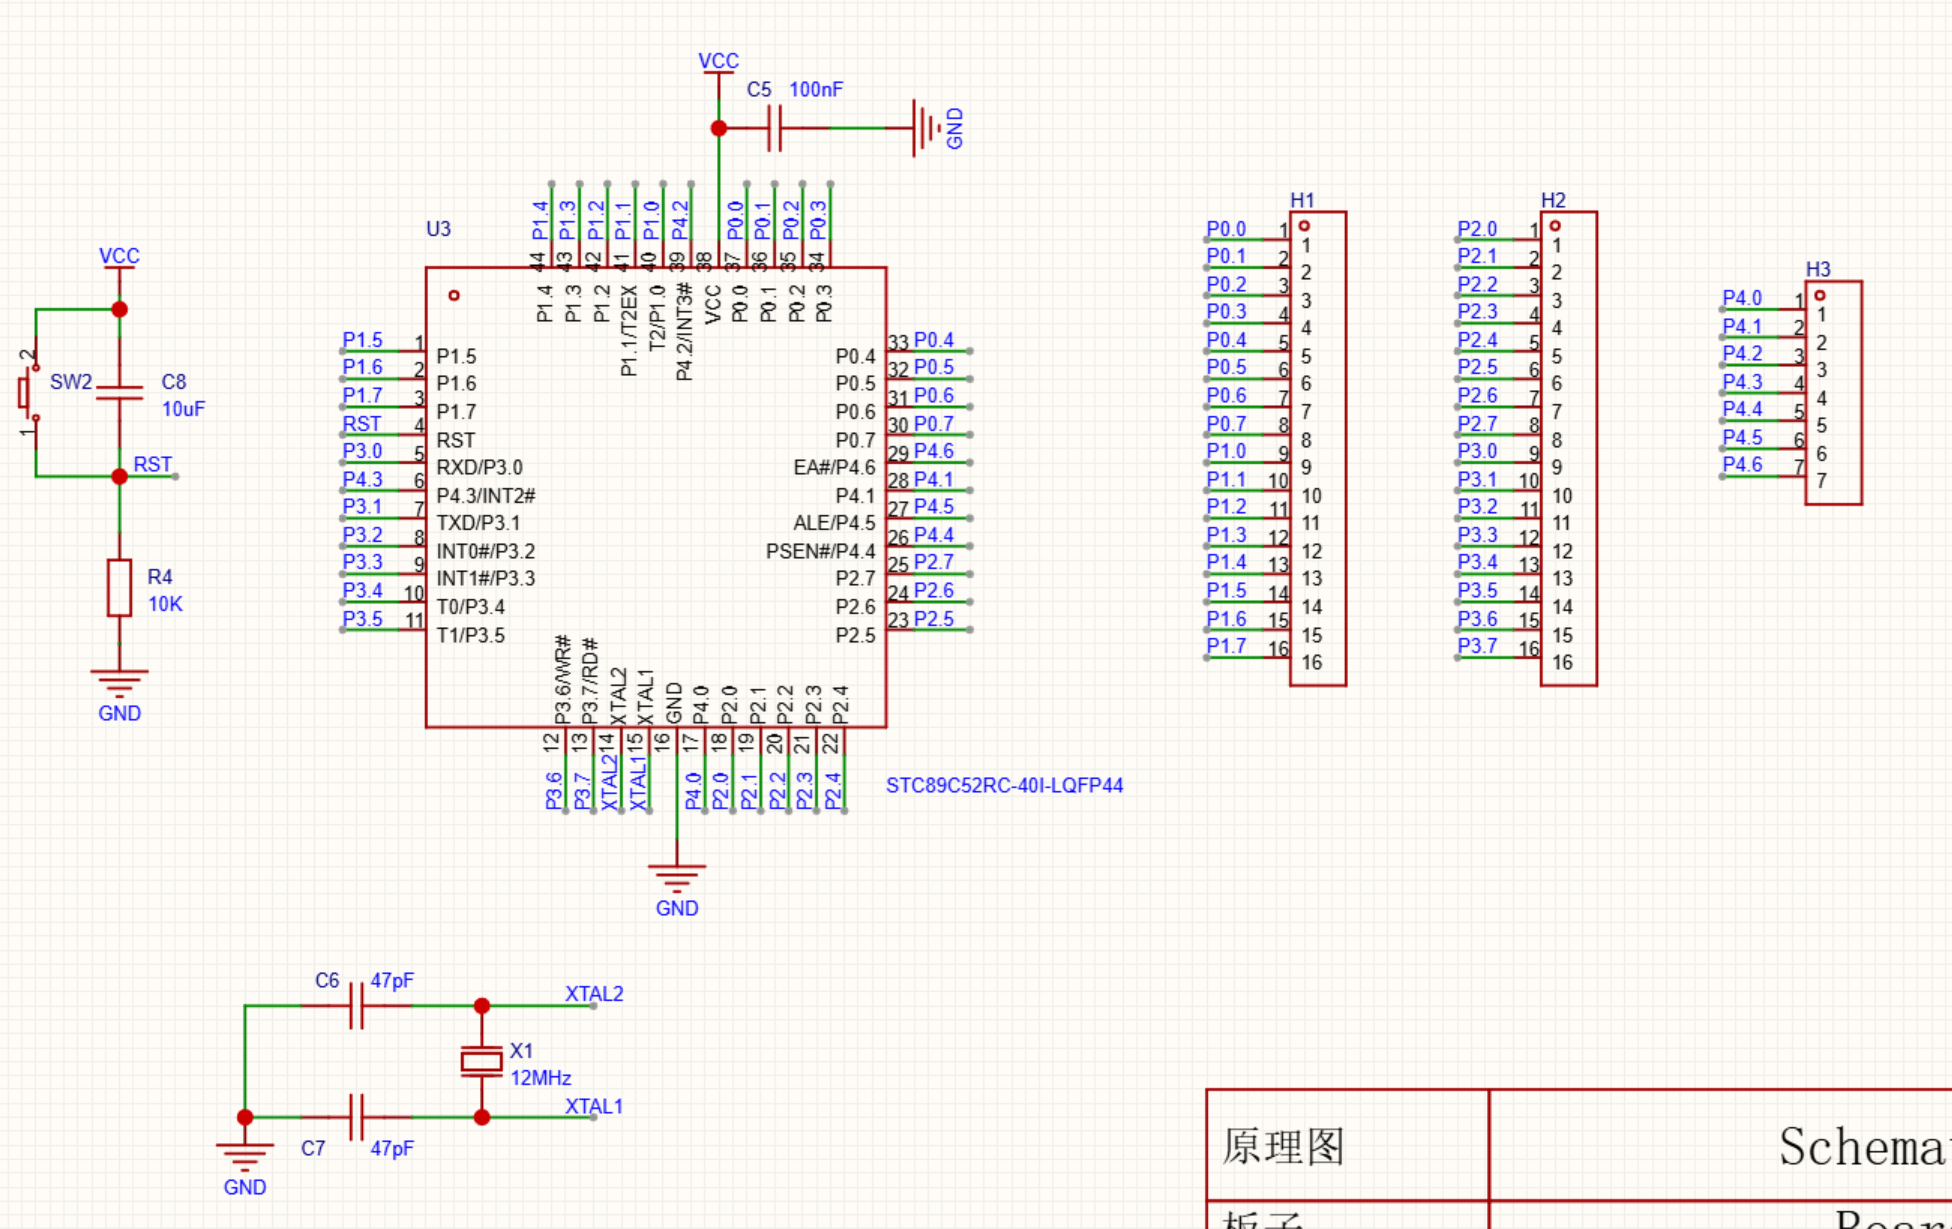 VCC
C5 100nF
GND
P1.4 P1.3 P1.2 P1.1 P1.0 P4.2 P0.0 P0.1 P0.2 P0.3
44 43 42 41 40 39 38 37 36 35 34
U3
P1.4 P1.3 P1.2 P1.1/T2EX T2/P1.0 P4.2/INT3# VCC P0.0 P0.1 P0.2 P0.3
P1.5 1 P1.5
P1.6 2 P1.6
P1.7 3 P1.7
RST 4 RST
P3.0 5 RXD/P3.0
P4.3 6 P4.3/INT2#
P3.1 7 TXD/P3.1
P3.2 8 INT0#/P3.2
P3.3 9 INT1#/P3.3
P3.4 10 T0/P3.4
P3.5 11 T1/P3.5
P0.4 33 P0.4
P0.5 32 P0.5
P0.6 31 P0.6
P0.7 30 P0.7
EA#/P4.6 29 P4.6
P4.1 28 P4.1
ALE/P4.5 27 P4.5
PSEN#/P4.4 26 P4.4
P2.7 25 P2.7
P2.6 24 P2.6
P2.5 23 P2.5
P3.6/WR# P3.7/RD# XTAL2 XTAL1 GND P4.0 P2.0 P2.1 P2.2 P2.3 P2.4
12 13 14 15 16 17 18 19 20 21 22
P3.6 P3.7 XTAL2 XTAL1 P4.0 P2.0 P2.1 P2.2 P2.3 P2.4
STC89C52RC-40I-LQFP44
GND
VCC
2
SW2
1
C8
10uF
RST
R4
10K
GND
H1
P0.0 1 1
P0.1 2 2
P0.2 3 3
P0.3 4 4
P0.4 5 5
P0.5 6 6
P0.6 7 7
P0.7 8 8
P1.0 9 9
P1.1 10 10
P1.2 11 11
P1.3 12 12
P1.4 13 13
P1.5 14 14
P1.6 15 15
P1.7 16 16
H2
P2.0 1 1
P2.1 2 2
P2.2 3 3
P2.3 4 4
P2.4 5 5
P2.5 6 6
P2.6 7 7
P2.7 8 8
P3.0 9 9
P3.1 10 10
P3.2 11 11
P3.3 12 12
P3.4 13 13
P3.5 14 14
P3.6 15 15
P3.7 16 16
H3
P4.0 1 1
P4.1 2 2
P4.2 3 3
P4.3 4 4
P4.4 5 5
P4.5 6 6
P4.6 7 7
C6 47pF
XTAL2
X1
12MHz
XTAL1
C7 47pF
GND
原理图 Schema
板子